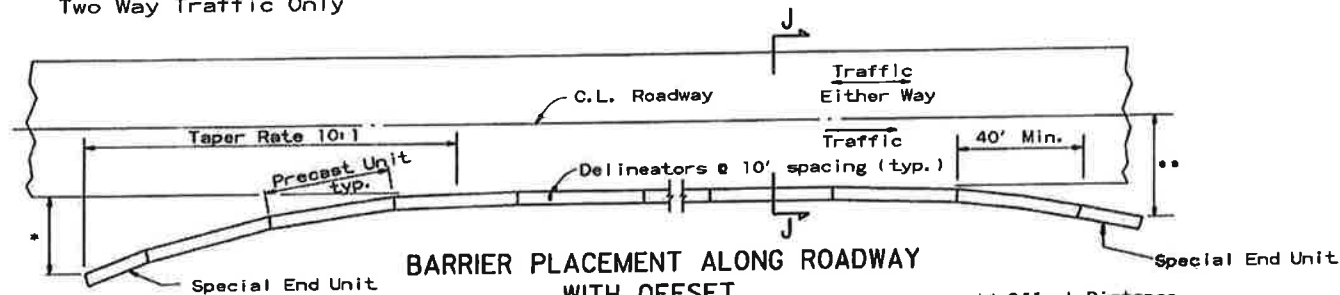 Two Way Traffic Only
J
Traffic
Either Way
C.L. Roadway
Taper Rate 10:1
Traffic
40' Min.
**
Precast Unit
typ.
Delineators @ 10' spacing (typ.)
*
J
BARRIER PLACEMENT ALONG ROADWAY
Special End Unit
Special End Unit
WITH OFFSET